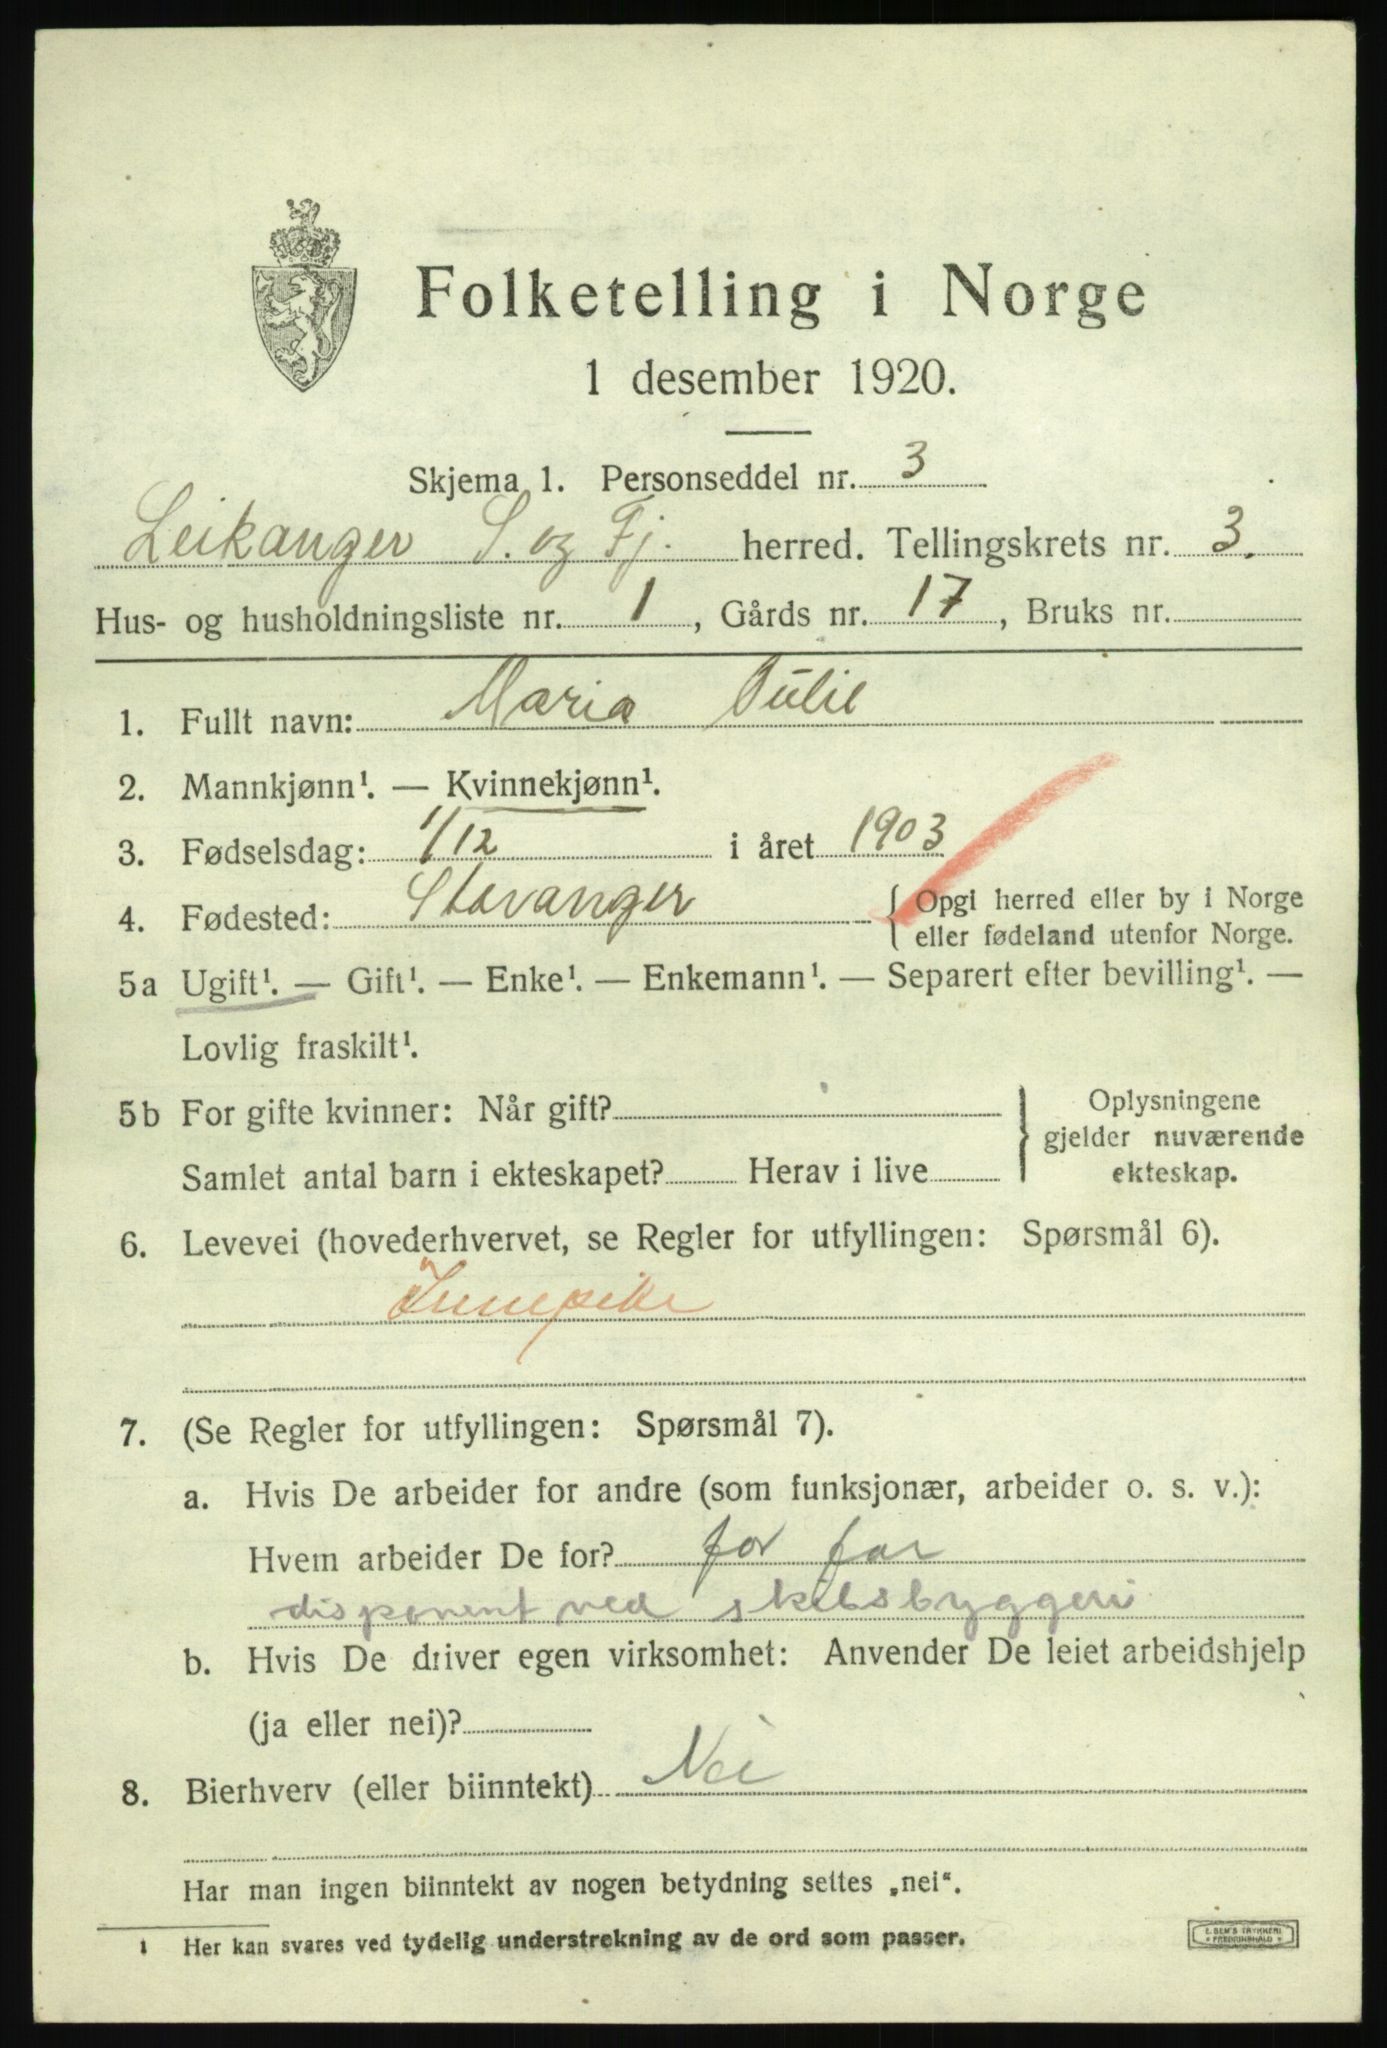 Folketelling i Norge
1 desember 1920.
Skjema 1. Personseddel nr. 3
Leikanger S. og Fj. herred. Tellingskrets nr. 3.
Hus- og husholdningsliste nr. 1, Gårds nr. 17, Bruks nr.
1. Fullt navn: Maria Julie
2. Mannkjønn¹. — Kvinnekjønn¹.
3. Fødselsdag: 1/12 i året 1903
4. Fødested: Stavanger { Opgi herred eller by i Norge
eller fødeland utenfor Norge.
5a Ugift¹. — Gift¹. — Enke¹. — Enkemann¹. — Separert efter bevilling¹. —
Lovlig fraskilt¹.
5b For gifte kvinner: Når gift? } Oplysningene
gjelder nuværende
Samlet antal barn i ekteskapet? Herav i live
ekteskap.
6. Levevei (hovederhvervet, se Regler for utfyllingen: Spørsmål 6).
Innepike
7. (Se Regler for utfyllingen: Spørsmål 7).
a. Hvis De arbeider for andre (som funksjonær, arbeider o. s. v.):
Hvem arbeider De for? for far
disponent ved skibsbyggeri
b. Hvis De driver egen virksomhet: Anvender De leiet arbeidshjelp
(ja eller nei)?
8. Bierhverv (eller biinntekt) Nei
Har man ingen biinntekt av nogen betydning settes „nei“.
1 Her kan svares ved tydelig understrekning av de ord som passer.
E. SEM'S TRYKKERI
FREDRIKSHALD